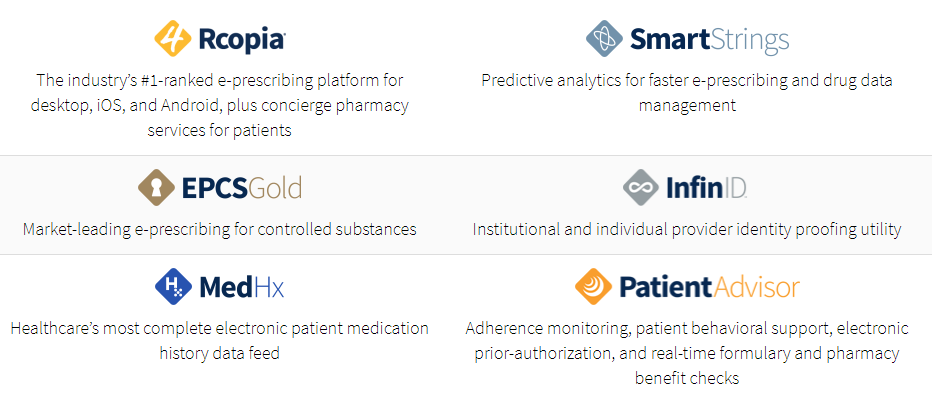 4 Rcopia®
The industry's #1-ranked e-prescribing platform for
desktop, iOS, and Android, plus concierge pharmacy
services for patients
SmartStrings
Predictive analytics for faster e-prescribing and drug data
management
EPCSGold
Market-leading e-prescribing for controlled substances
InfinID
Institutional and individual provider identity proofing utility
Hx MedHx
Healthcare's most complete electronic patient medication
history data feed
PatientAdvisor
Adherence monitoring, patient behavioral support, electronic
prior-authorization, and real-time formulary and pharmacy
benefit checks